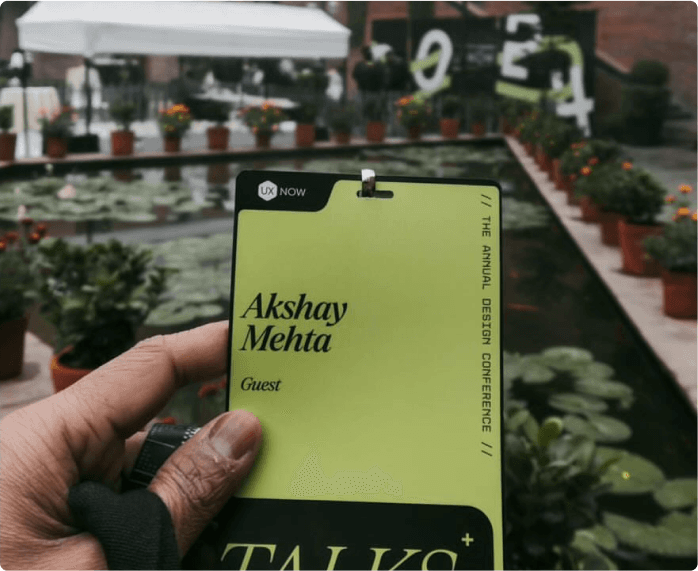 UX NOW
// THE ANNUAL DESIGN CONFERENCE //
Akshay
Mehta
Guest
TALKS+